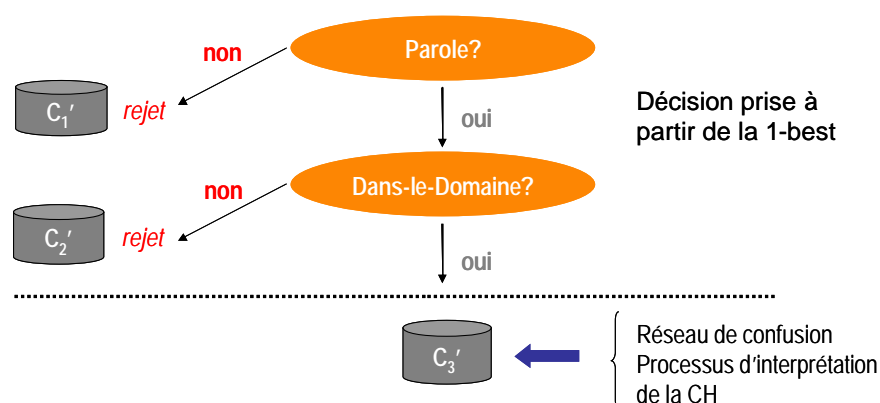 Parole?
non
C1′ rejet
oui
Décision prise à
partir de la 1-best
Dans-le-Domaine?
non
C2′ rejet
oui
C3′
Réseau de confusion
Processus d'interprétation
de la CH